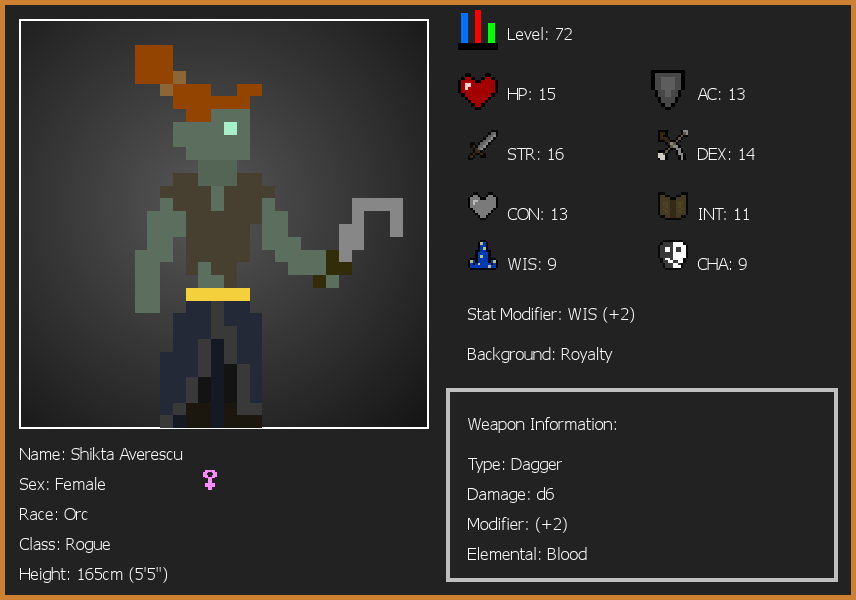 Level: 72
HP: 15
AC: 13
STR: 16
DEX: 14
CON: 13
INT: 11
WIS: 9
CHA: 9
Stat Modifier: WIS (+2)
Background: Royalty
Weapon Information:
Type: Dagger
Damage: d6
Modifier: (+2)
Elemental: Blood
Name: Shikta Averescu
Sex: Female
Race: Orc
Class: Rogue
Height: 165cm (5'5")